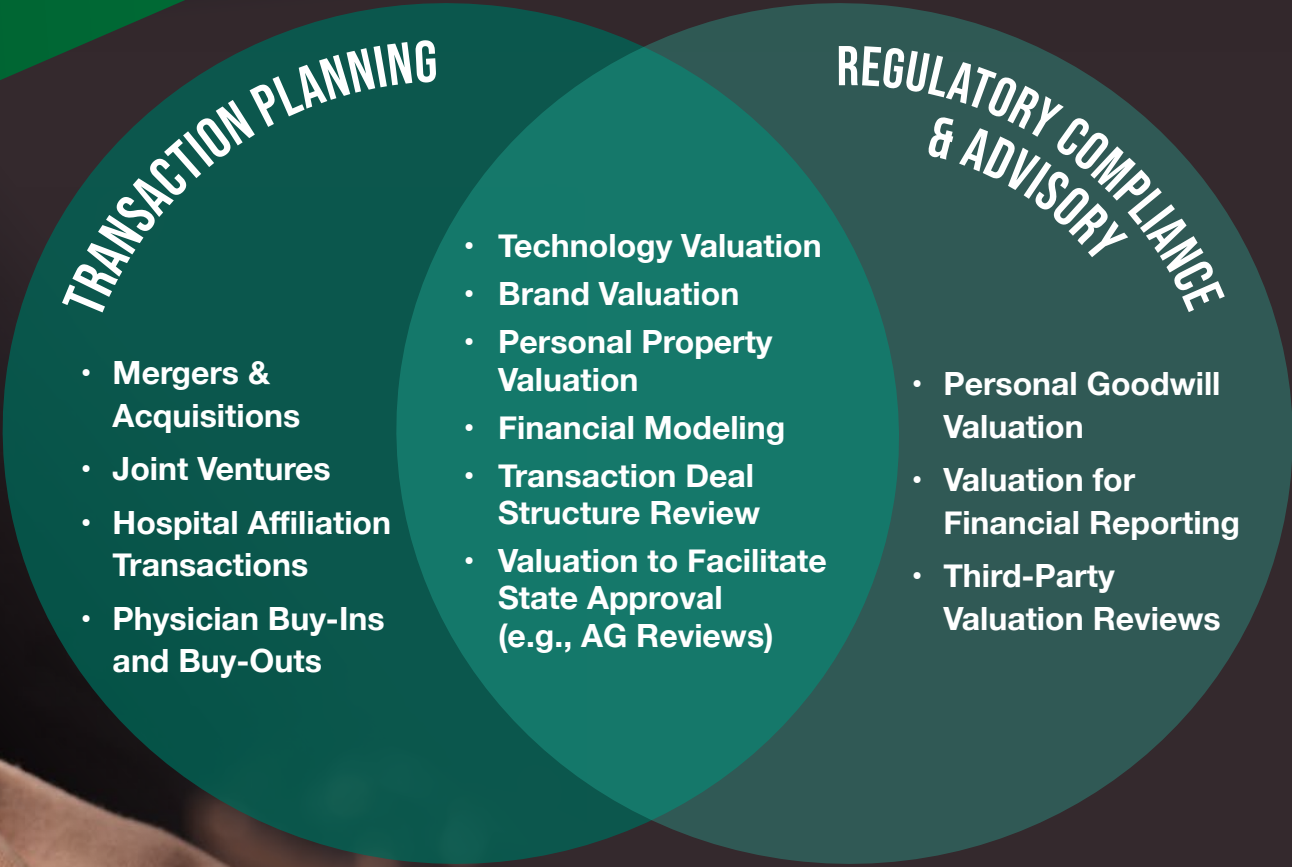 TRANSACTION PLANNING
• Mergers &
Acquisitions
• Joint Ventures
• Hospital Affiliation
Transactions
• Physician Buy-Ins
and Buy-Outs
• Technology Valuation
• Brand Valuation
• Personal Property
Valuation
• Financial Modeling
• Transaction Deal
Structure Review
• Valuation to Facilitate
State Approval
(e.g., AG Reviews)
REGULATORY COMPLIANCE
& ADVISORY
• Personal Goodwill
Valuation
• Valuation for
Financial Reporting
• Third-Party
Valuation Reviews